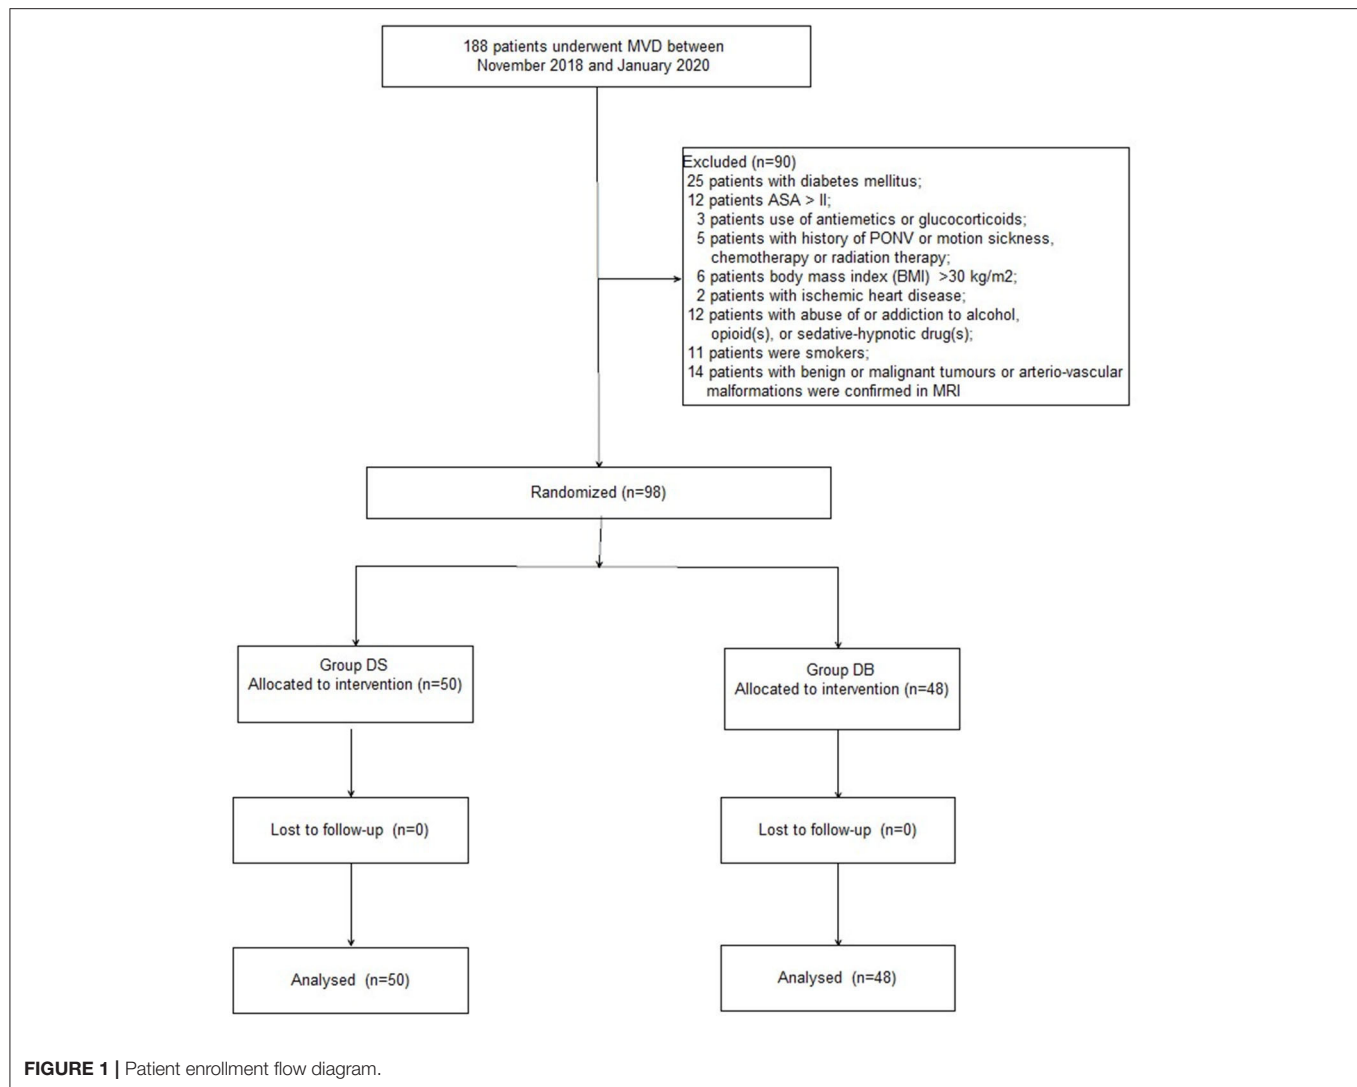 188 patients underwent MVD between
November 2018 and January 2020
Excluded (n=90)
25 patients with diabetes mellitus;
12 patients ASA > II;
3 patients use of antiemetics or glucocorticoids;
5 patients with history of PONV or motion sickness,
chemotherapy or radiation therapy;
6 patients body mass index (BMI) >30 kg/m2;
2 patients with ischemic heart disease;
12 patients with abuse of or addiction to alcohol,
opioid(s), or sedative-hypnotic drug(s);
11 patients were smokers;
14 patients with benign or malignant tumours or arterio-vascular
malformations were confirmed in MRI
Randomized (n=98)
Group DS
Allocated to intervention (n=50)
Group DB
Allocated to intervention (n=48)
Lost to follow-up (n=0)
Lost to follow-up (n=0)
Analysed (n=50)
Analysed (n=48)
FIGURE 1 | Patient enrollment flow diagram.